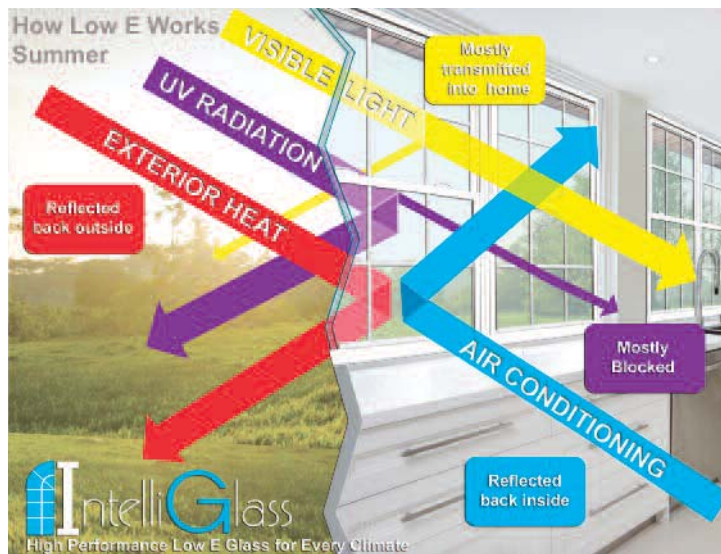 How Low E Works
Summer
VISIBLE LIGHT
UV RADIATION
EXTERIOR HEAT
Mostly
transmitted
into home
Reflected
back outside
Mostly
Blocked
AIR CONDITIONING
Reflected
back inside
IntelliGlass
High Performance Low E Glass for Every Climate